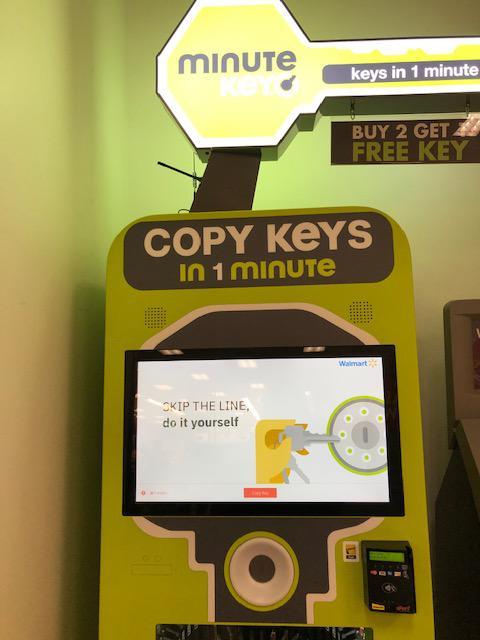 minute
key
keys in 1 minute
BUY 2 GET
FREE KEY
COPY KeYS
in 1 minute
Walmart
SKIP THE LINE,
do it yourself
Copy Key